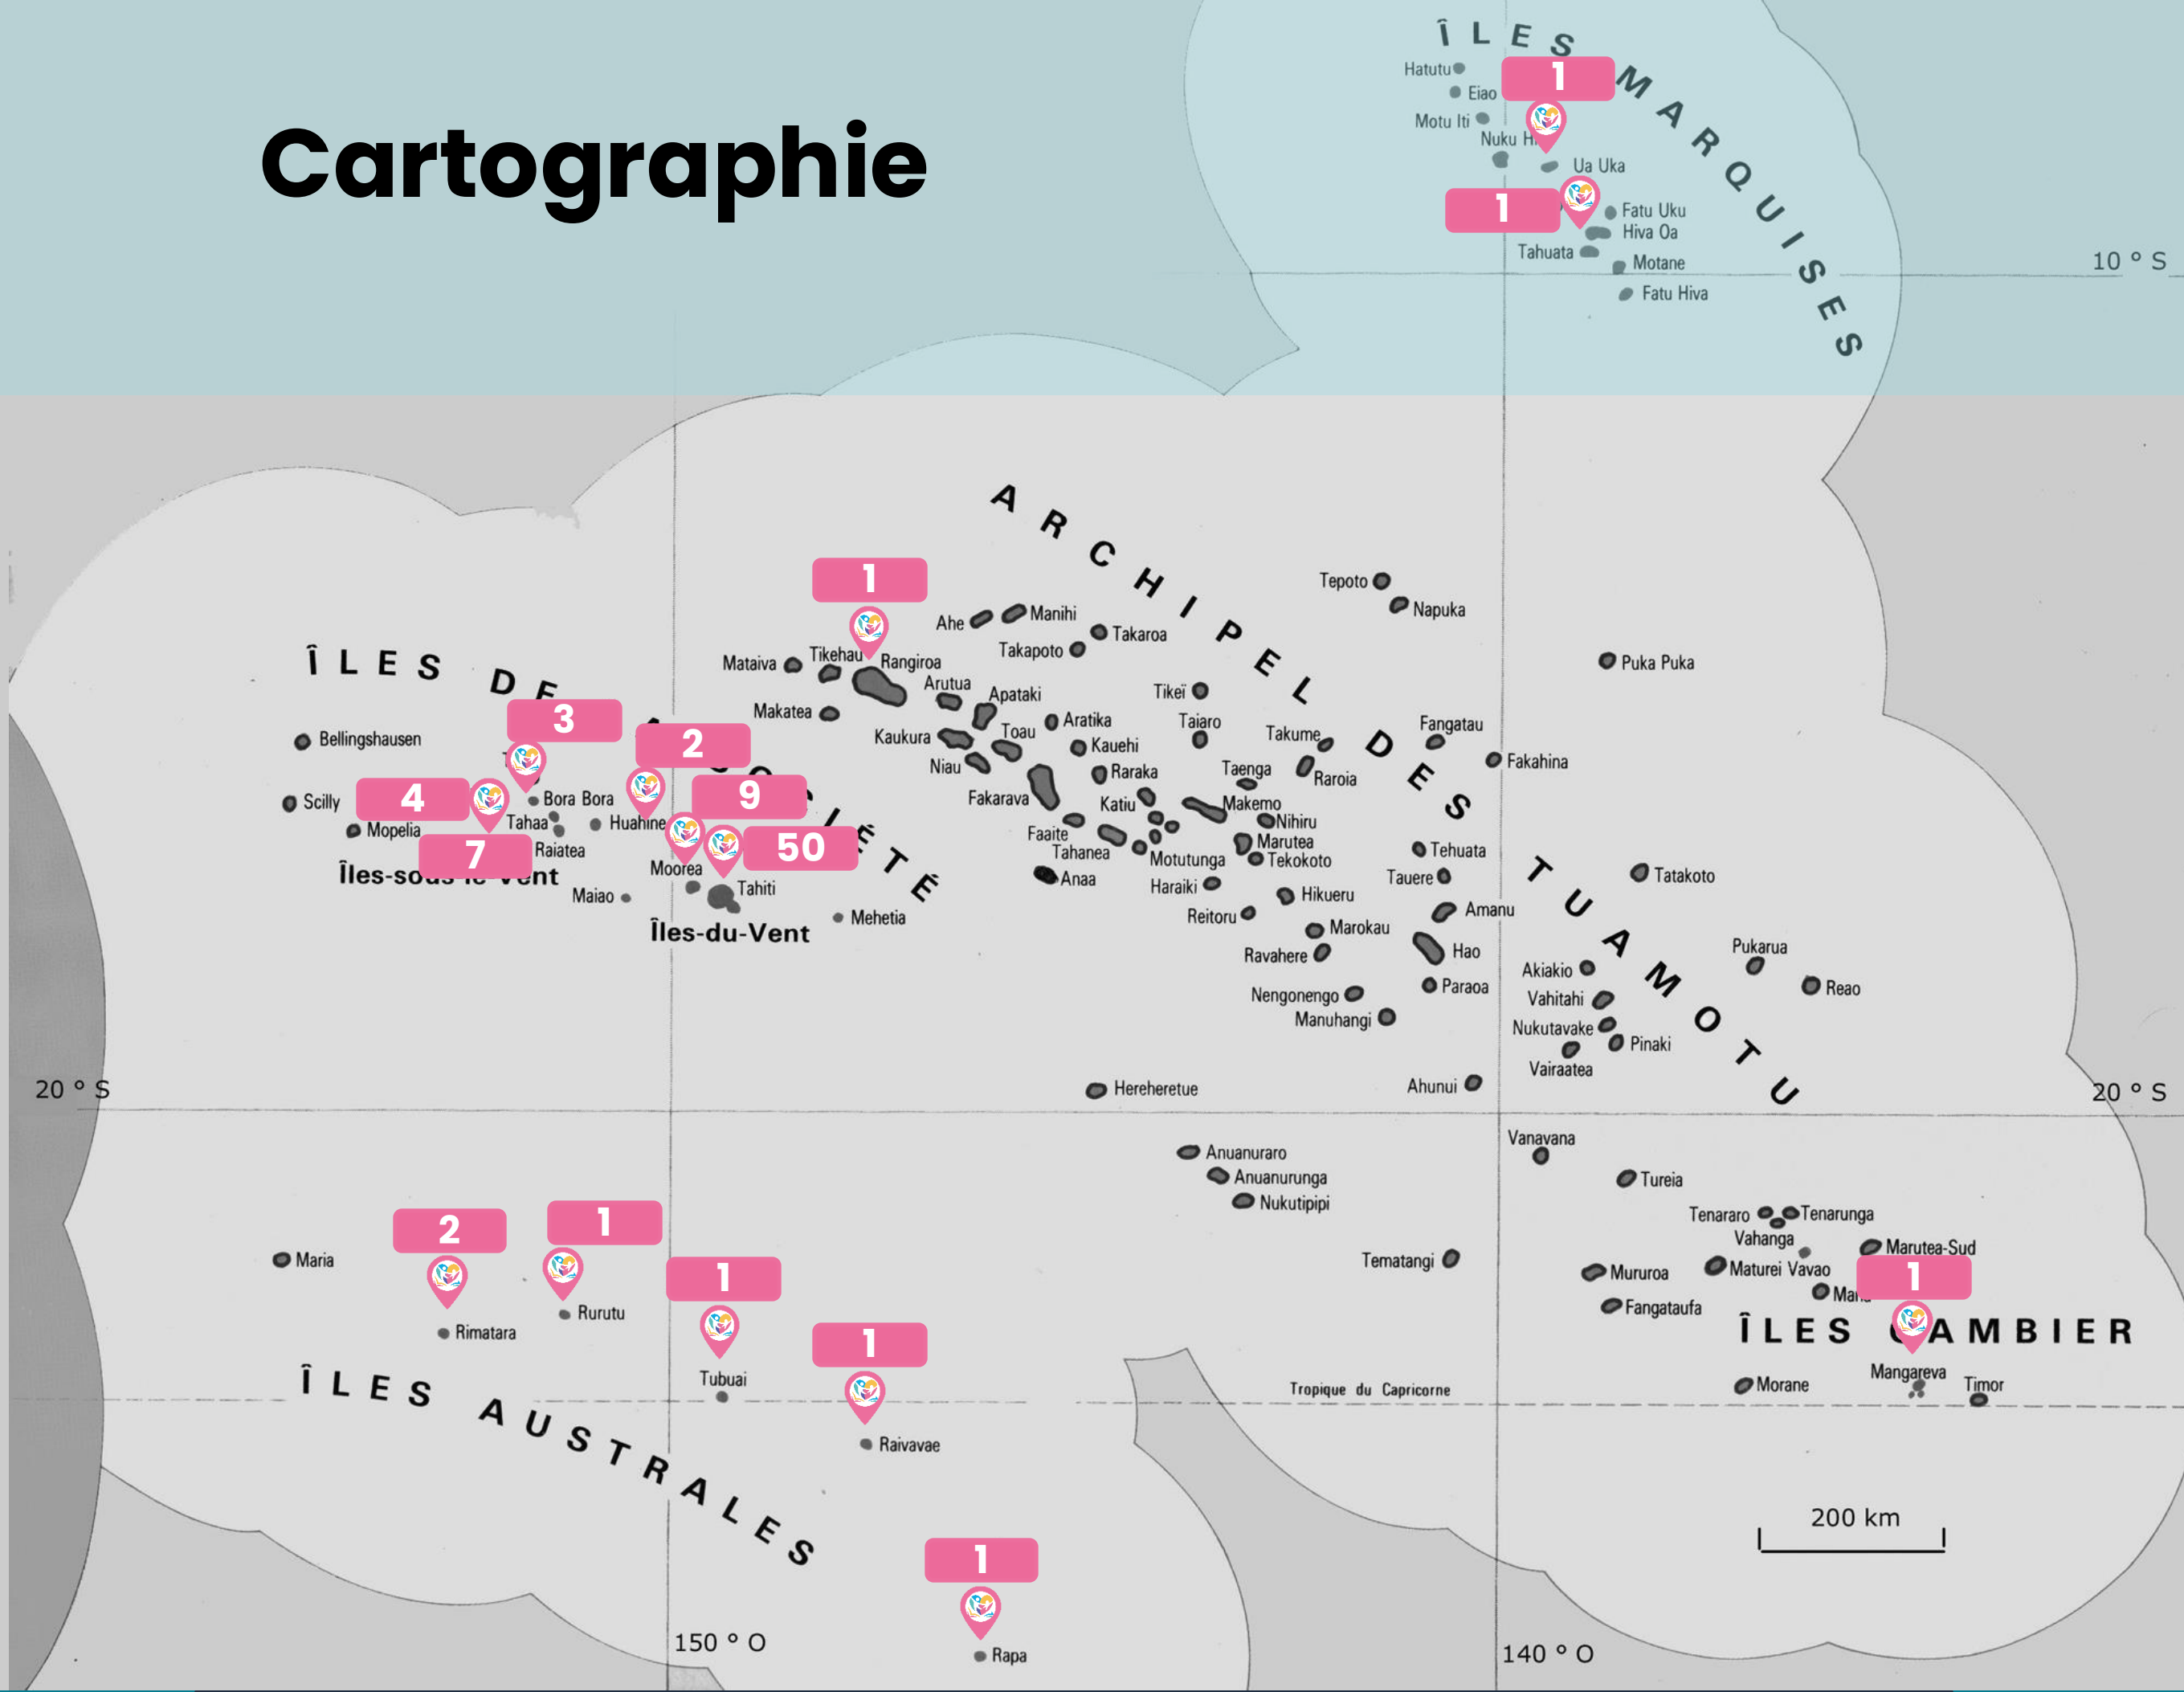 Cartographie
ÎLES MARQUISES
Hatutu
1
Eiao
Motu Iti
Nuku H
Ua Uka
1
Fatu Uku
Hiva Oa
Tahuata
Motane
10 ° S
Fatu Hiva
ARCHIPEL DES TUAMOTU
1
Tepoto
Napuka
Ahe
Manihi
Takaroa
Takapoto
ÎLES DE
Mataiva
Tikehau
Rangiroa
Puka Puka
Arutua
Apataki
Tikeï
Makatea
3
Bellingshausen
2
Kaukura
Toau
Aratika
Taiaro
Takume
Fangatau
Kauehi
Niau
Raraka
Taenga
Raroia
Fakahina
Scilly
4
Bora Bora
9
Fakarava
Katiu
Makemo
Mopelia
Tahaa
Huahine
Nihiru
Faaite
Marutea
7
Raiatea
50
Tahanea
Motutunga
Tekokoto
Tehuata
Îles-sous-le-Vent
Moorea
Tahiti
Anaa
Haraiki
Tauere
Tatakoto
Maiao
Mehetia
Hikueru
Amanu
Îles-du-Vent
Reitoru
Marokau
Ravahere
Hao
Pukarua
Akiakio
Paraoa
Reao
Nengonengo
Vahitahi
Manuhangi
Nukutavake
Pinaki
Vairaatea
20 ° S
Hereheretue
Ahunui
20 ° S
Vanavana
Anuanuraro
Anuanurunga
Tureia
Nukutipipi
Tenararo
Tenarunga
2
1
Vahanga
Maria
Tematangi
Marutea-Sud
1
Mururoa
Maturei Vavao
1
Rimatara
Rurutu
Fangataufa
ÎLES GAMBIER
1
Tubuai
Tropique du Capricorne
Morane
Mangareva
Timor
ÎLES AUSTRALES
Raivavae
200 km
1
150 ° O
Rapa
140 ° O